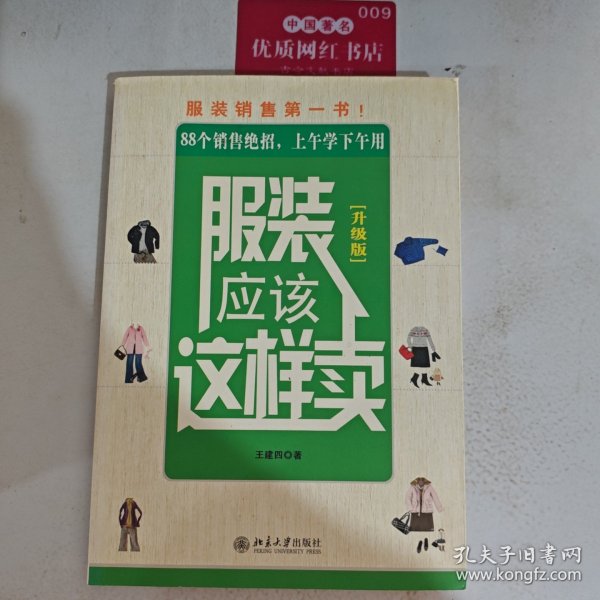 009
中国著名
优质网红书店
服装销售第一书！
88个销售绝招，上午学下午用
服装
[升级版]
应该
这样卖
王建四◎著
北京大学出版社
PEKING UNIVERSITY PRESS
孔夫子旧书网
www.kongfz.com